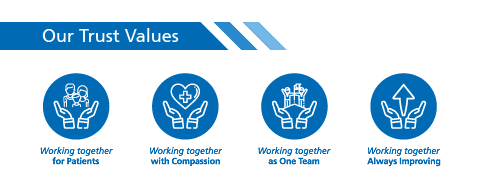 Our Trust Values
Working together
for Patients
Working together
with Compassion
Working together
as One Team
Working together
Always Improving